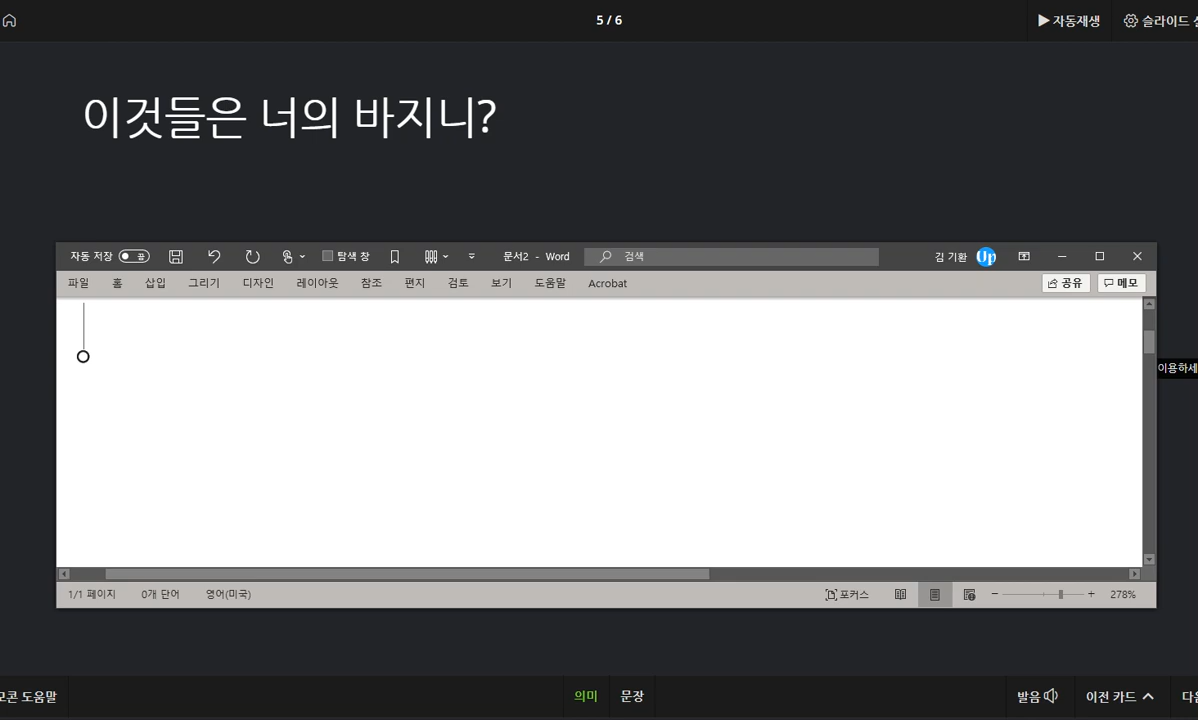 5 / 6
자동재생
슬라이드
이것들은 너의 바지니?
자동 저장 끔
탐색 창
문서2 - Word
검색
김 기환
Up
파일 홈 삽입 그리기 디자인 레이아웃 참조 편지 검토 보기 도움말 Acrobat
공유 메모
이용하세
1/1 페이지 0개 단어 영어(미국)
포커스
278%
모콘 도움말
의미 문장
발음 이전 카드